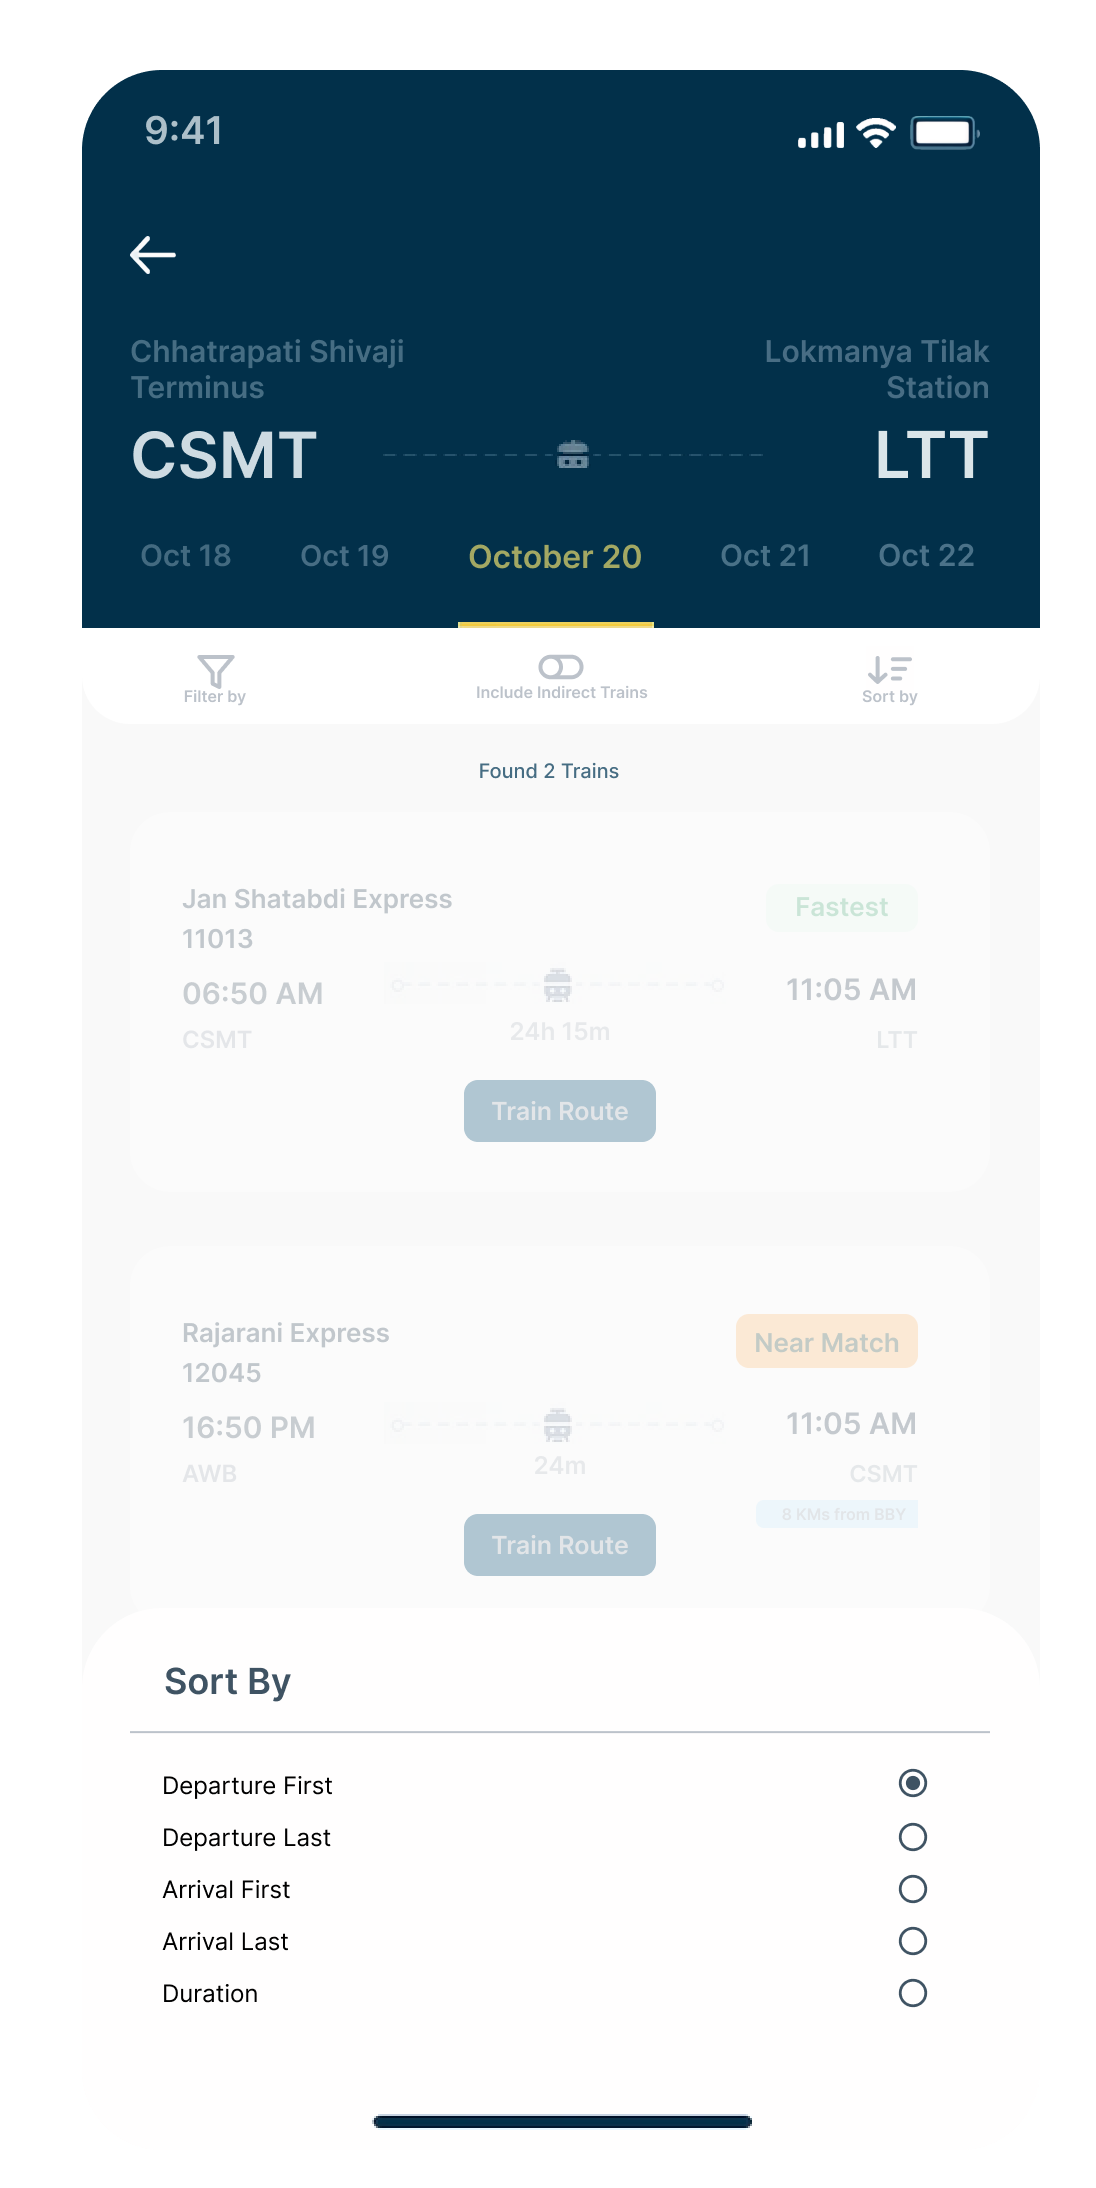 9:41
Chhatrapati Shivaji
Terminus
Lokmanya Tilak
Station
CSMT
LTT
Oct 18
Oct 19
October 20
Oct 21
Oct 22
Filter by
Include Indirect Trains
Sort by
Found 2 Trains
Jan Shatabdi Express
Fastest
11013
06:50 AM
11:05 AM
CSMT
24h 15m
LTT
Train Route
Rajarani Express
Near Match
12045
16:50 PM
11:05 AM
AWB
24m
CSMT
8 KMs from BBY
Train Route
Sort By
Departure First
Departure Last
Arrival First
Arrival Last
Duration